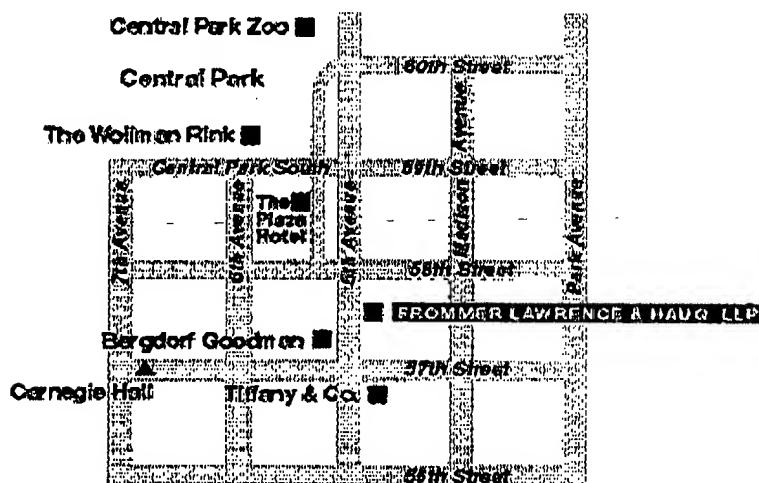 Central Park Zoo
60th Street
Central Park
Madison Avenue
The Wollman Rink
Central Park South
59th Street
7th Avenue
6th Avenue
The
Plaza
Hotel
5th Avenue
Park Avenue
58th Street
FROMMER LAWRENCE & HAUG LLP
Bergdorf Goodman
57th Street
Carnegie Hall
Tiffany & Co.
56th Street